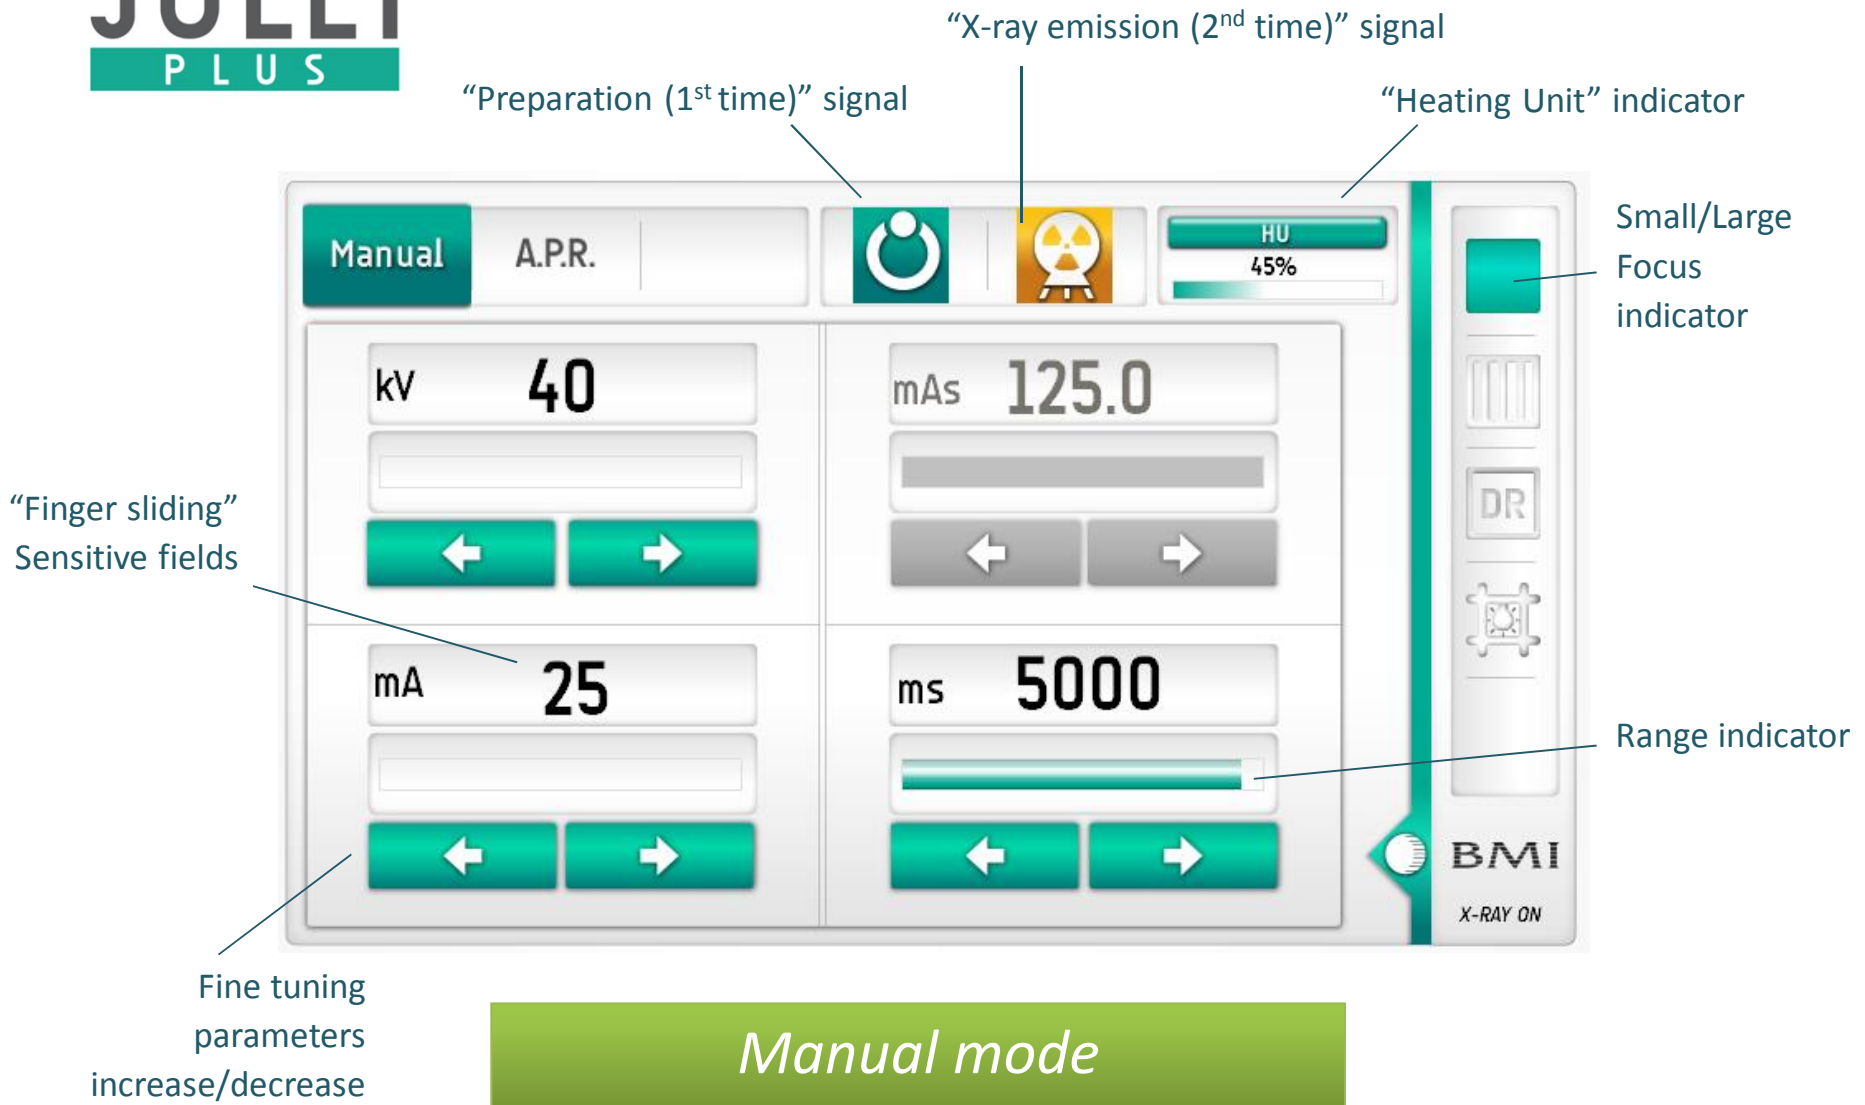 JOLLY
PLUS
“X-ray emission (2nd time)” signal
“Preparation (1st time)” signal
“Heating Unit” indicator
Small/Large
Focus
indicator
Manual
A.P.R.
HU
45%
kV 40
mAs 125.0
DR
“Finger sliding”
Sensitive fields
mA 25
ms 5000
Range indicator
BMI
X-RAY ON
Fine tuning
parameters
increase/decrease
Manual mode